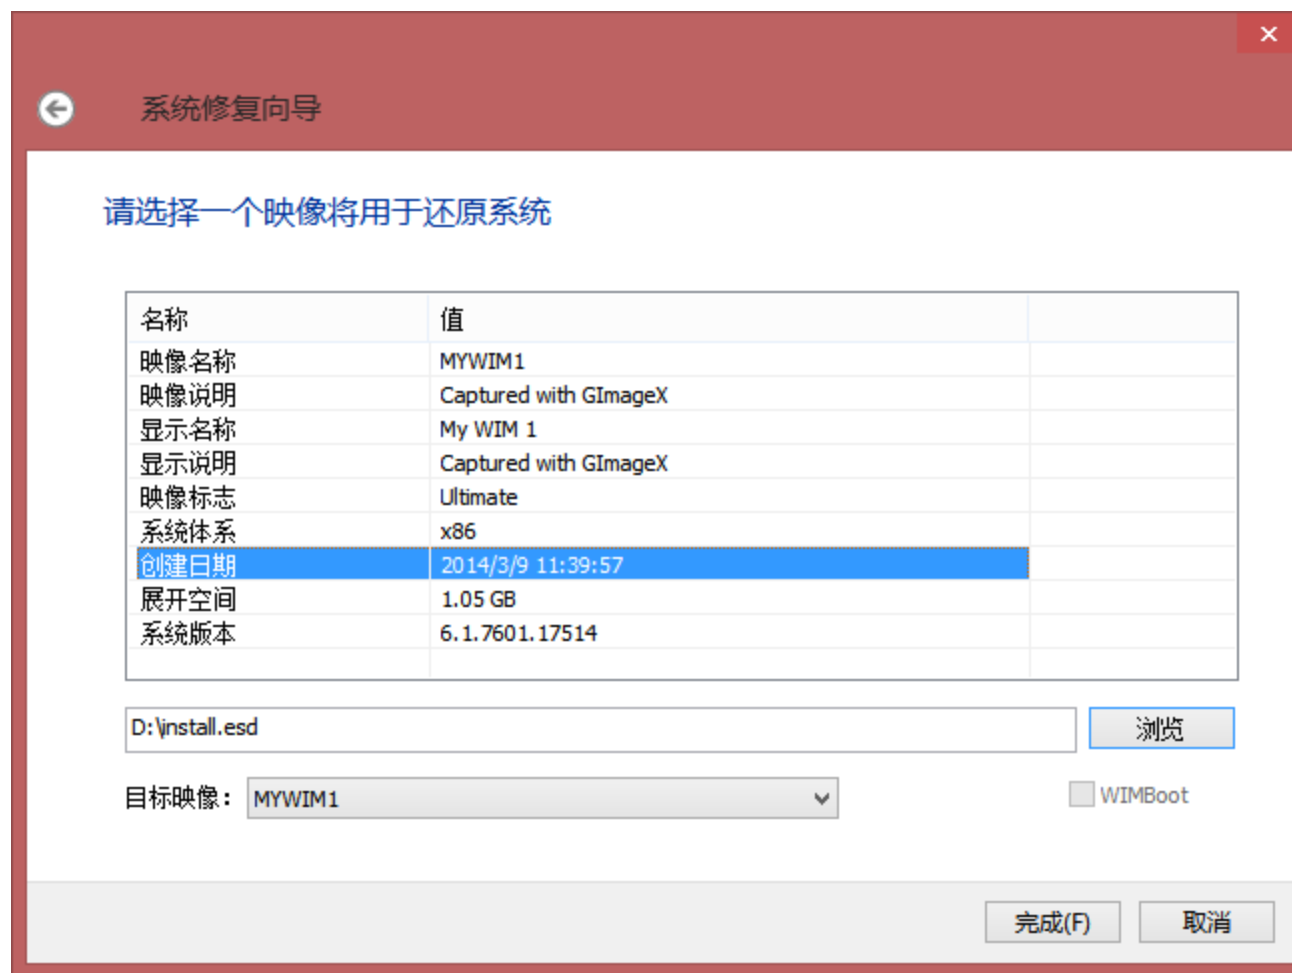 系统修复向导
请选择一个映像将用于还原系统
名称 值
映像名称 MYWIM1
映像说明 Captured with GImageX
显示名称 My WIM 1
显示说明 Captured with GImageX
映像标志 Ultimate
系统体系 x86
创建日期 2014/3/9 11:39:57
展开空间 1.05 GB
系统版本 6.1.7601.17514
D:\install.esd 浏览
目标映像： MYWIM1 WIMBoot
完成(F) 取消